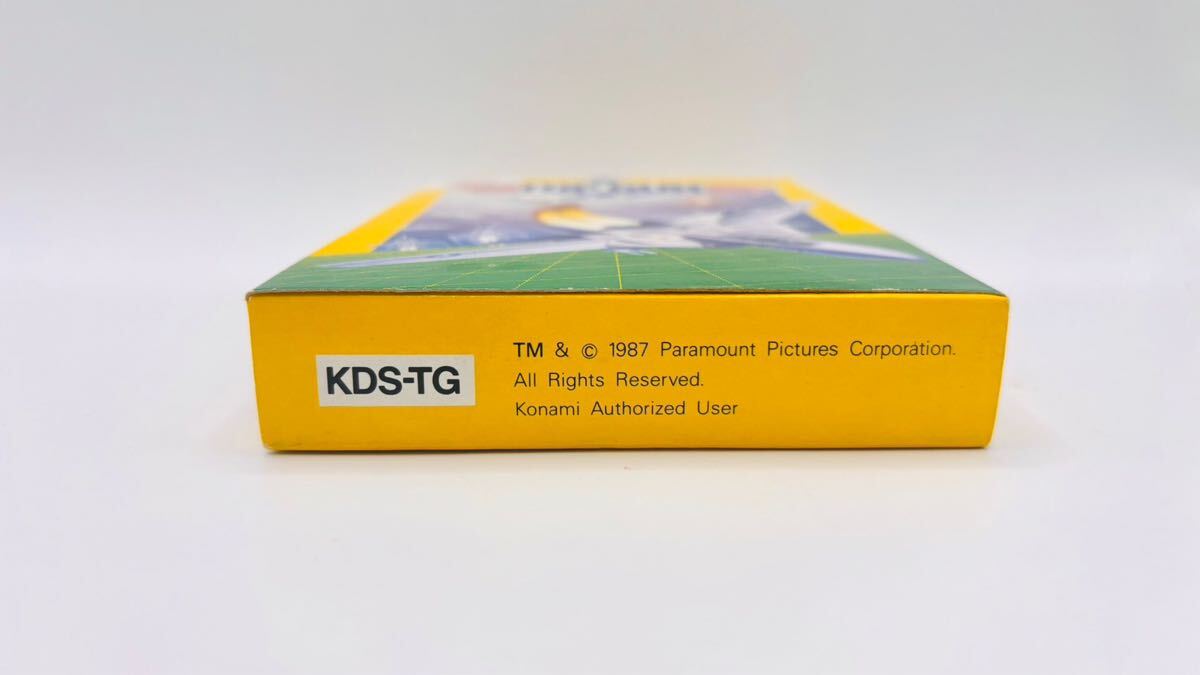 KDS-TG
TM & © 1987 Paramount Pictures Corporation.
All Rights Reserved.
Konami Authorized User